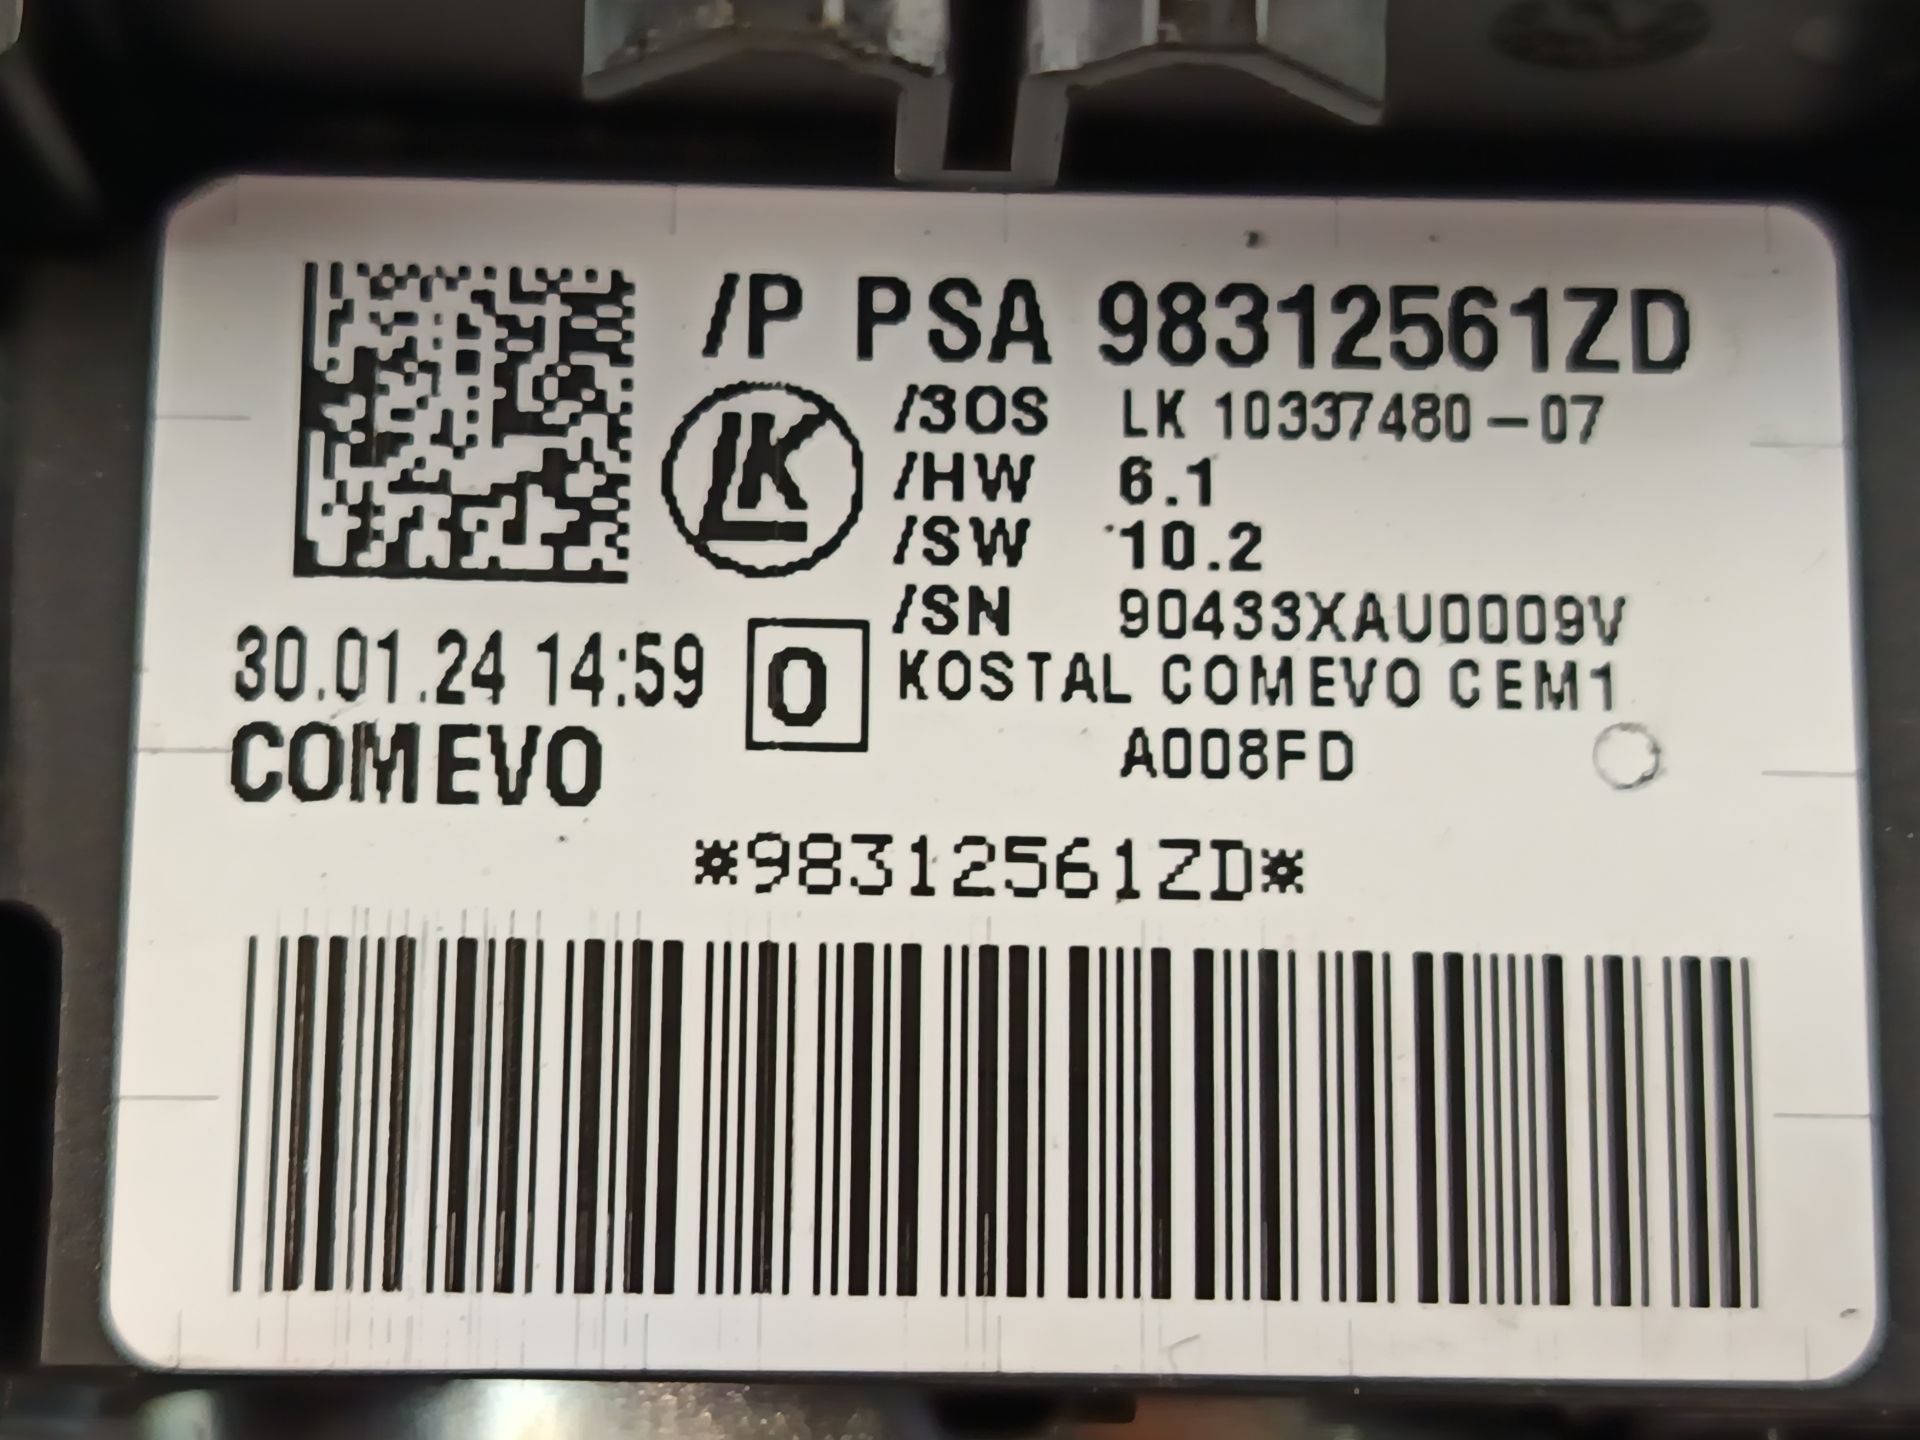 /P PSA 98312561ZD
LK
/3OS LK 10337480-07
/HW 6.1
/SW 10.2
/SN 90433XAU0009V
30.01.24 14:59
0
KOSTAL COMEVO CEM1
COMEVO
A008FD
*98312561ZD*